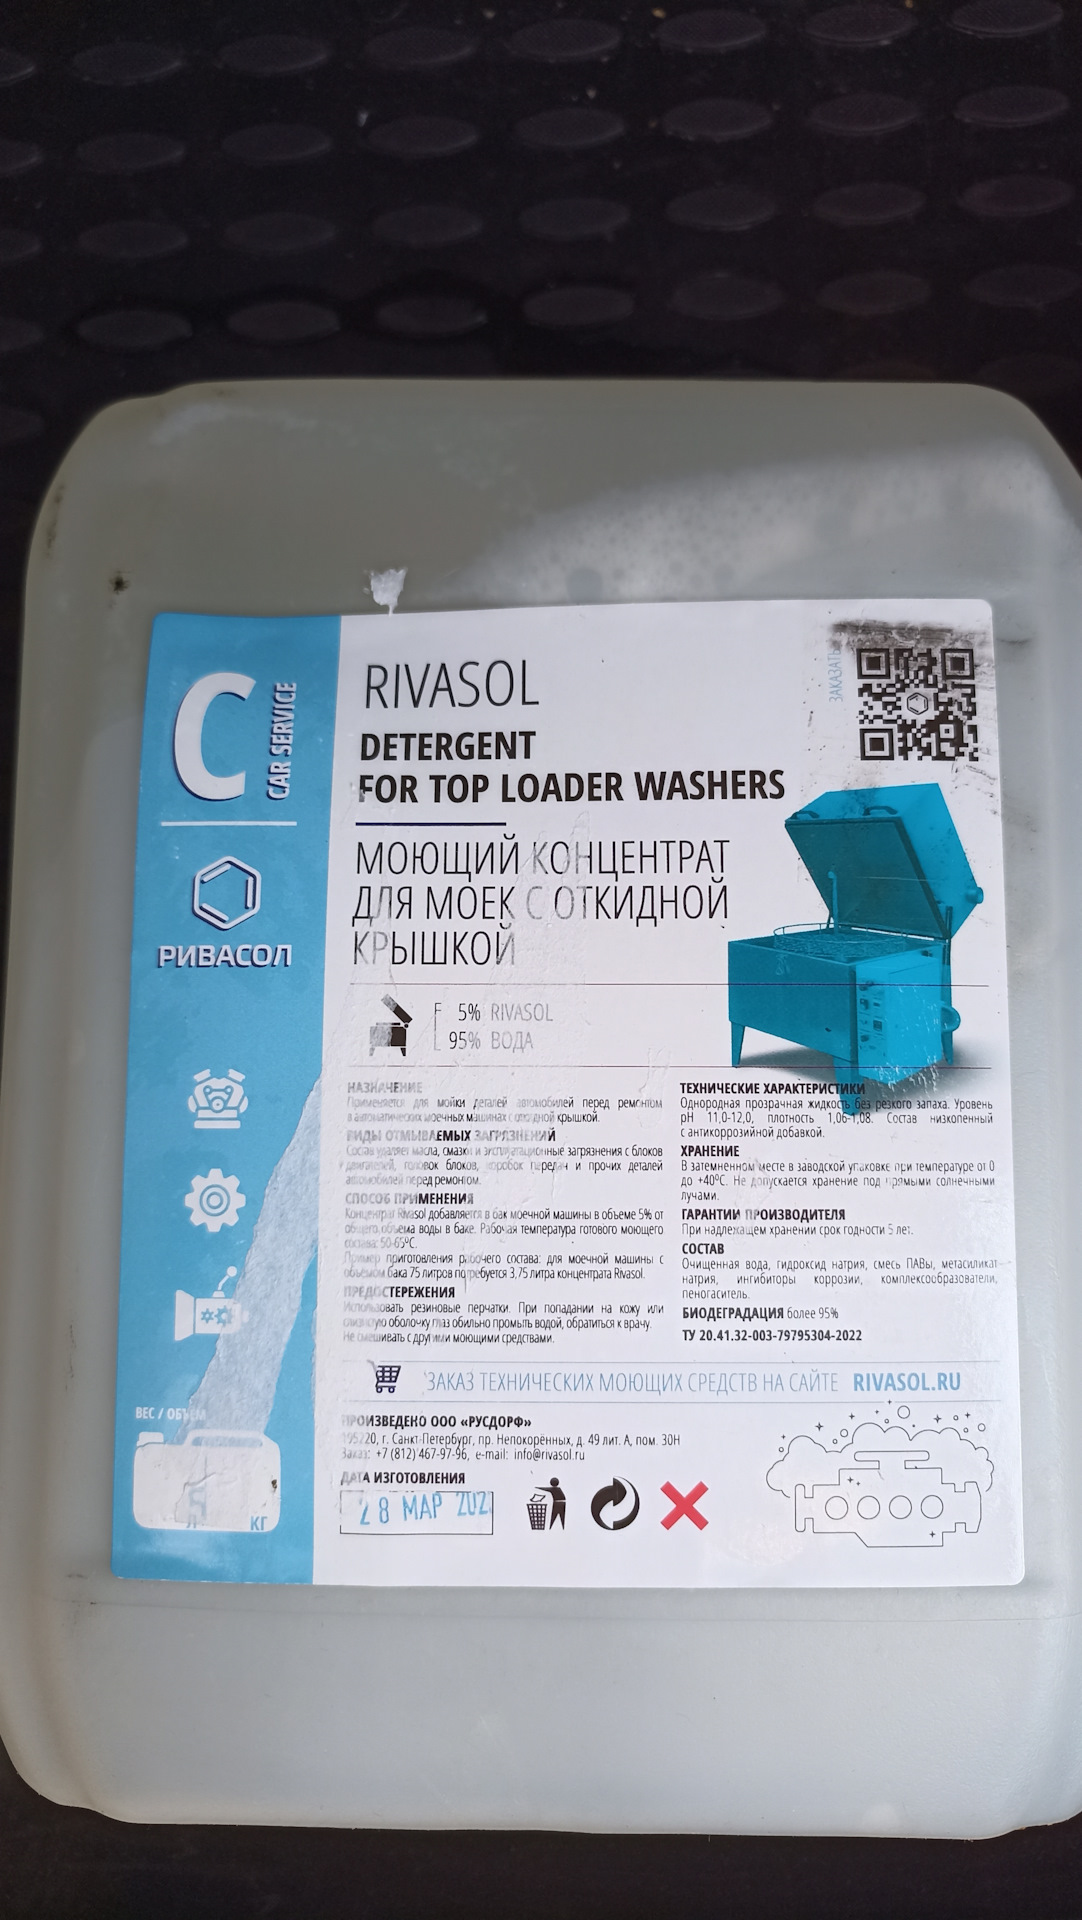 C
CAR SERVICE
РИВАСОЛ
RIVASOL
DETERGENT
FOR TOP LOADER WASHERS
ЗАКАЗАТЬ
МОЮЩИЙ КОНЦЕНТРАТ
ДЛЯ МОЕК С ОТКИДНОЙ
КРЫШКОЙ
5% RIVASOL
95% ВОДА
НАЗНАЧЕНИЕ
Применяется для мойки деталей автомобилей перед ремонтом
в автоматических моечных машинах с откидной крышкой.
ВИДЫ ОТМЫВАЕМЫХ ЗАГРЯЗНЕНИЙ
Состав удаляет масла, смазки и эксплуатационные загрязнения с блоков
двигателей, головок блоков, коробок передач и прочих деталей
автомобилей перед ремонтом.
СПОСОБ ПРИМЕНЕНИЯ
Концентрат Rivasol добавляется в бак моечной машины в объеме 5% от
общего объема воды в баке. Рабочая температура готового моющего
состава: 50-65°C.
Пример приготовления рабочего состава: для моечной машины с
объемом бака 75 литров потребуется 3,75 литра концентрата Rivasol.
ПРЕДОСТЕРЕЖЕНИЯ
Использовать резиновые перчатки. При попадании на кожу или
слизистую оболочку глаз обильно промыть водой, обратиться к врачу.
Не смешивать с другими моющими средствами.
ТЕХНИЧЕСКИЕ ХАРАКТЕРИСТИКИ
Однородная прозрачная жидкость без резкого запаха. Уровень
pH 11,0-12,0, плотность 1,06-1,08. Состав низкопенный
с антикоррозийной добавкой.
ХРАНЕНИЕ
В затемненном месте в заводской упаковке при температуре от 0
до +40°C. Не допускается хранение под прямыми солнечными
лучами.
ГАРАНТИИ ПРОИЗВОДИТЕЛЯ
При надлежащем хранении срок годности 5 лет.
СОСТАВ
Очищенная вода, гидроксид натрия, смесь ПАВы, метасиликат
натрия, ингибиторы коррозии, комплексообразователи,
пеногаситель.
БИОДЕГРАДАЦИЯ более 95%
ТУ 20.41.32-003-79795304-2022
ЗАКАЗ ТЕХНИЧЕСКИХ МОЮЩИХ СРЕДСТВ НА САЙТЕ RIVASOL.RU
ВЕС / ОБЪЕМ
5
Л КГ
ПРОИЗВЕДЕНО ООО «РУСДОРФ»
195220, г. Санкт-Петербург, пр. Непокорённых, д. 49 лит. А, пом. 30Н
Заказ: +7 (812) 467-97-96, e-mail: info@rivasol.ru
ДАТА ИЗГОТОВЛЕНИЯ
28 МАР